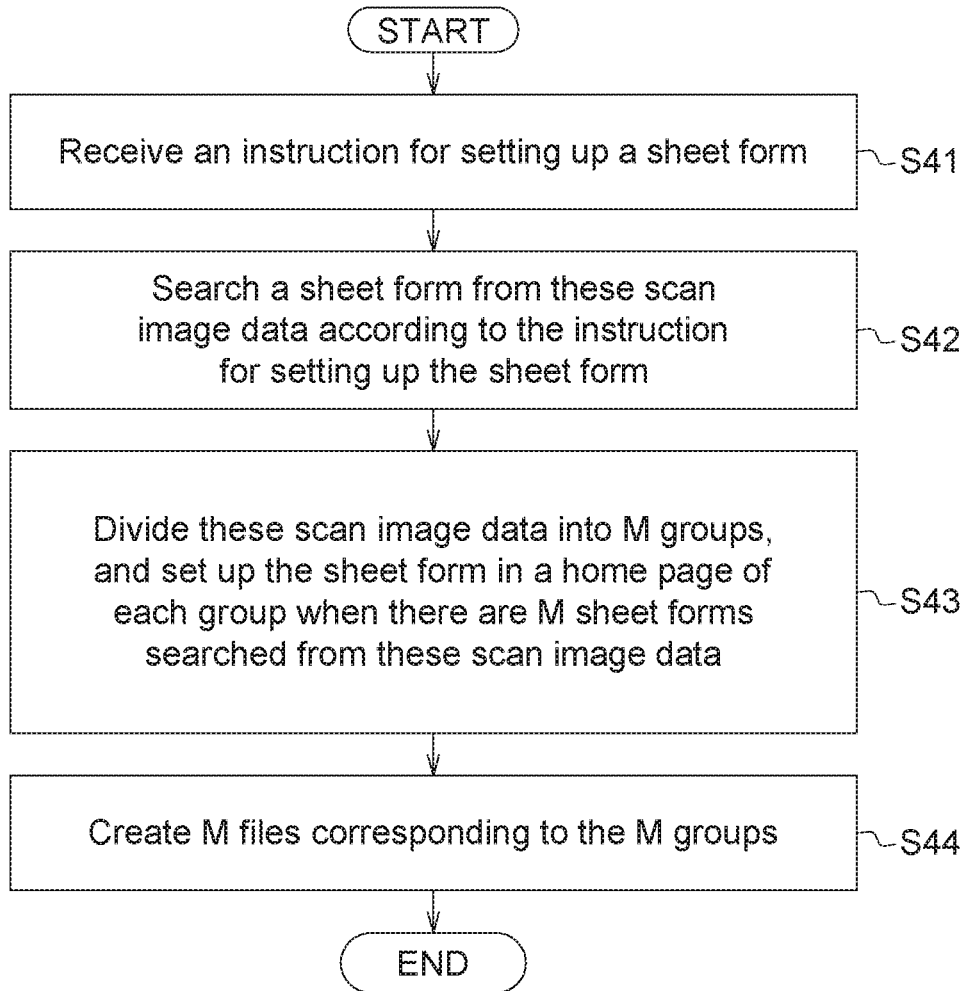 START
Receive an instruction for setting up a sheet form
S41
Search a sheet form from these scan
image data according to the instruction
for setting up the sheet form
S42
Divide these scan image data into M groups,
and set up the sheet form in a home page of
each group when there are M sheet forms
searched from these scan image data
S43
Create M files corresponding to the M groups
S44
END